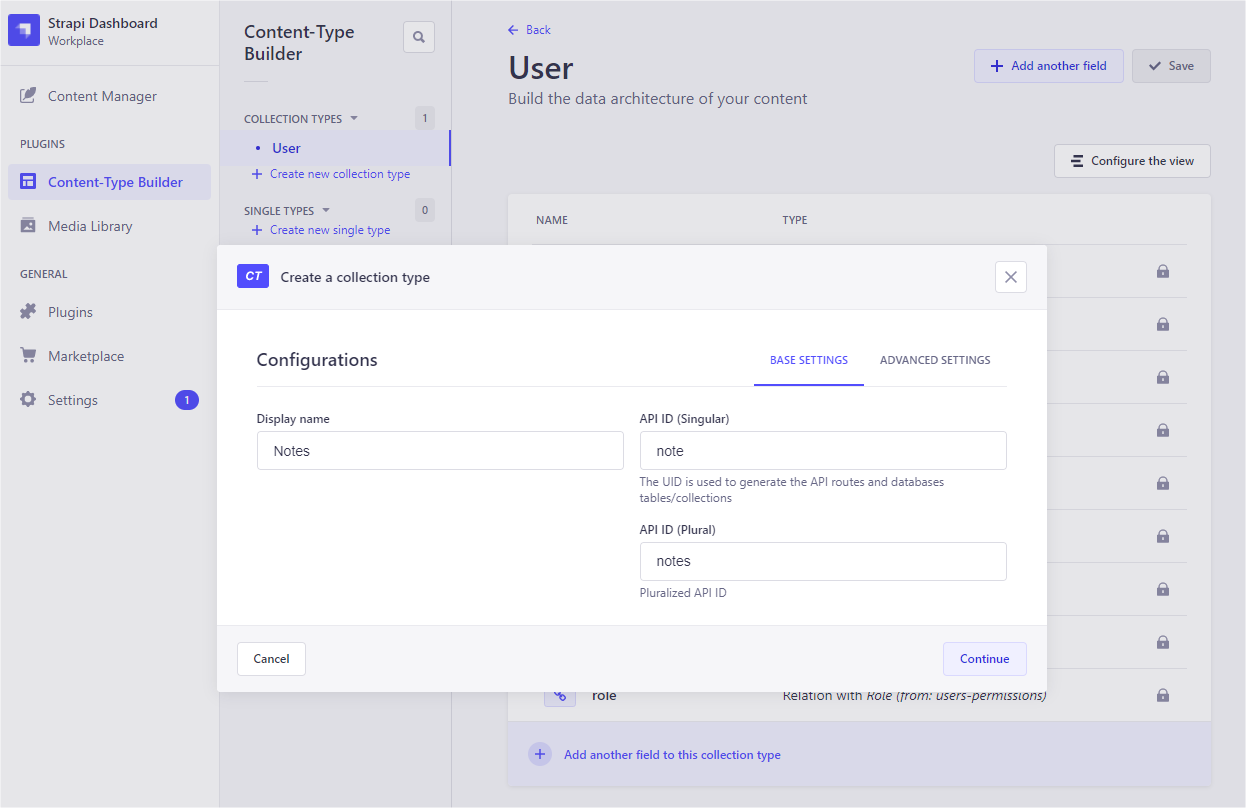 Strapi Dashboard
Workplace
Content Manager
PLUGINS
Content-Type Builder
Media Library
GENERAL
Plugins
Marketplace
Settings
1
Content-Type
Builder
COLLECTION TYPES
1
User
Create new collection type
SINGLE TYPES
0
Create new single type
Back
User
Build the data architecture of your content
Add another field
Save
Configure the view
NAME
TYPE
CT
Create a collection type
Configurations
BASE SETTINGS
ADVANCED SETTINGS
Display name
Notes
API ID (Singular)
note
The UID is used to generate the API routes and databases
tables/collections
API ID (Plural)
notes
Pluralized API ID
Cancel
Continue
role
Relation with Role (from: users-permissions)
Add another field to this collection type